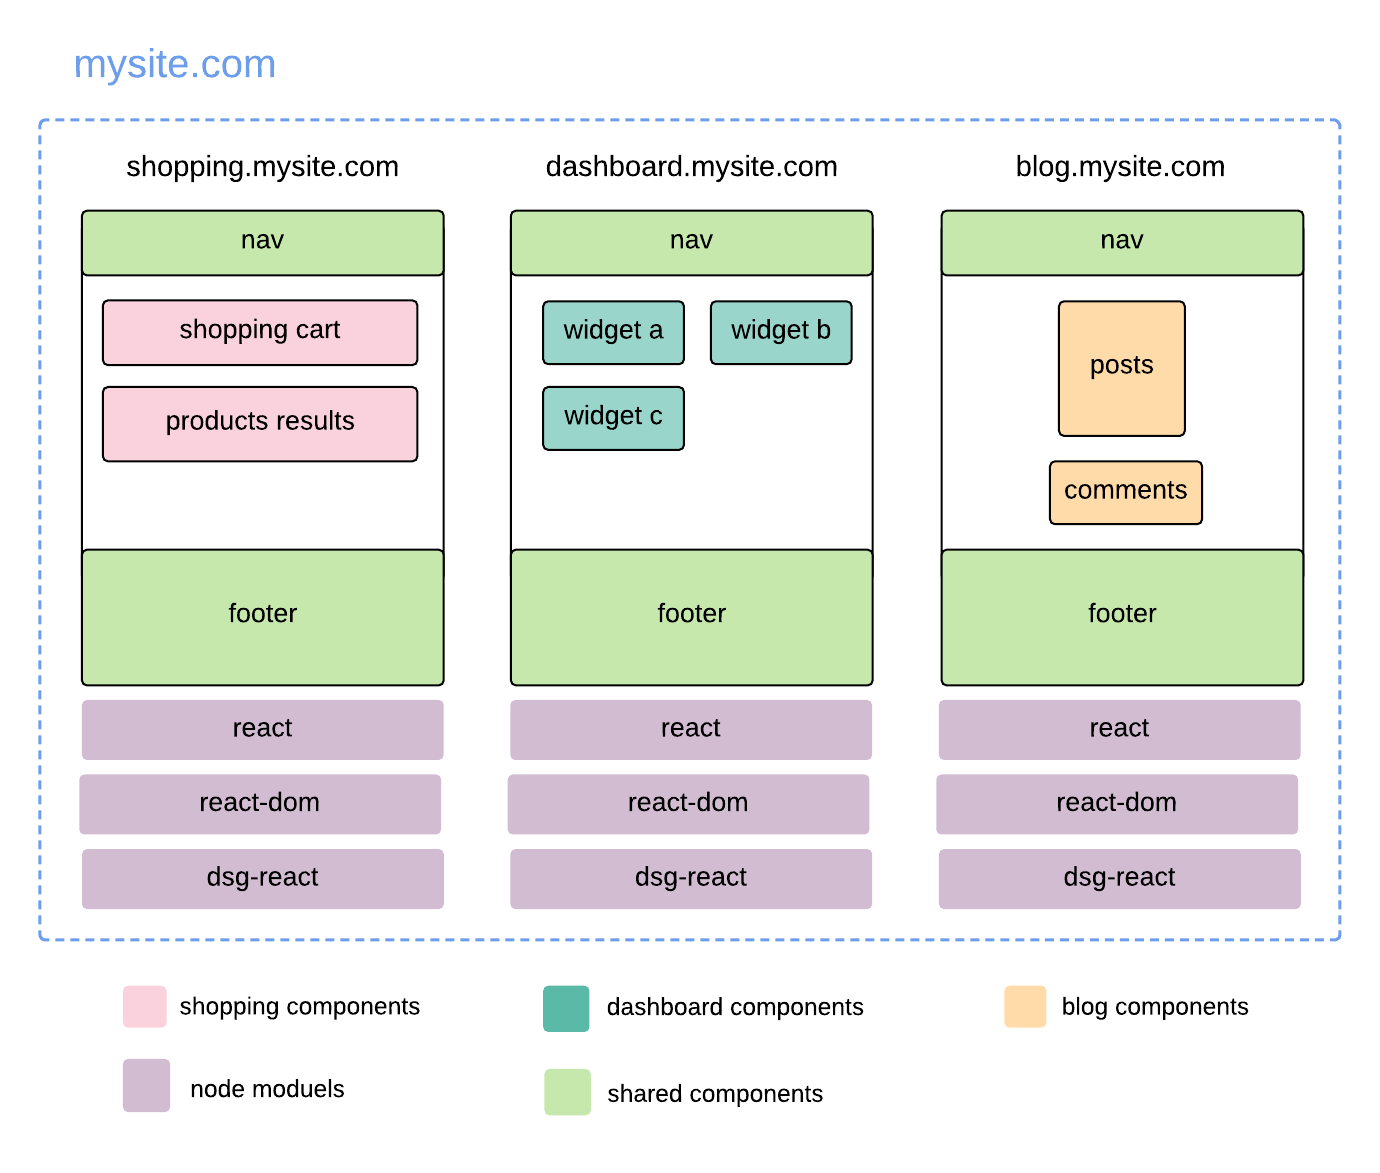 mysite.com
shopping.mysite.com
dashboard.mysite.com
blog.mysite.com
nav
nav
nav
shopping cart
widget a
widget b
posts
products results
widget c
comments
footer
footer
footer
react
react
react
react-dom
react-dom
react-dom
dsg-react
dsg-react
dsg-react
shopping components
dashboard components
blog components
node moduels
shared components